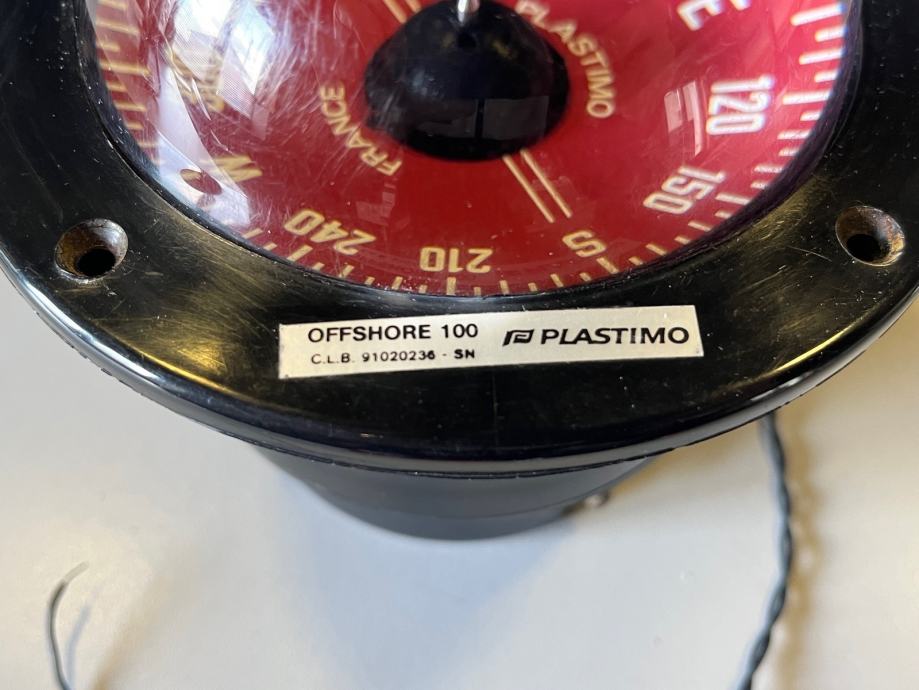 PLASTIMO
FRANCE
E
120
150
S
210
240
W
OFFSHORE 100
PLASTIMO
C.L.B. 91020236 - SN